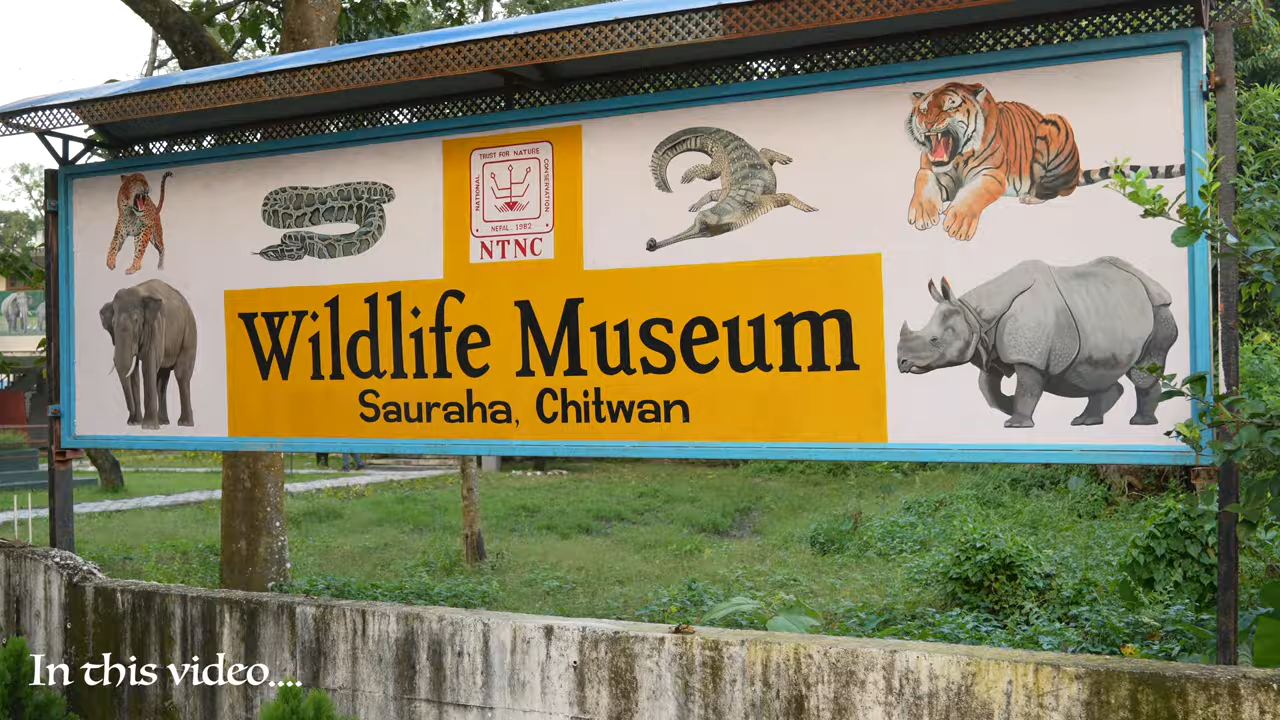 TRUST FOR NATURE
NATIONAL
CONSERVATION
NEPAL. 1982
NTNC
Wildlife Museum
Sauraha, Chitwan
In this video....